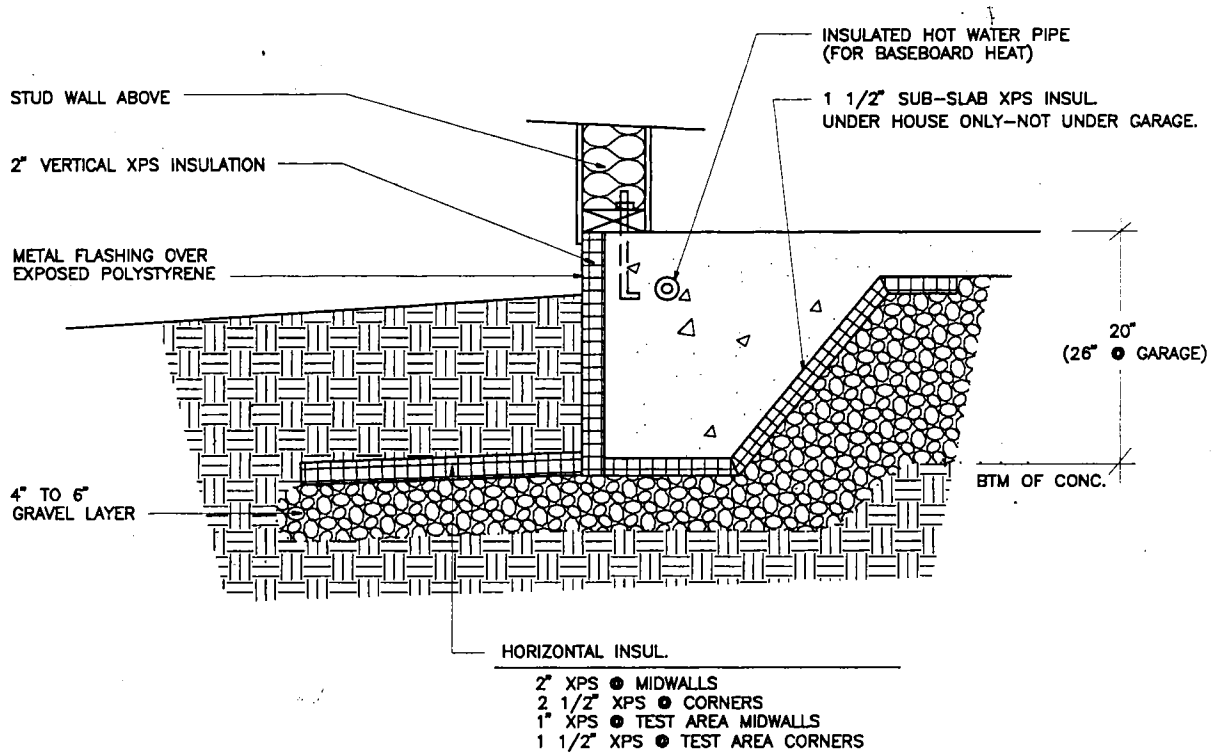 INSULATED HOT WATER PIPE
(FOR BASEBOARD HEAT)
STUD WALL ABOVE
1 1/2" SUB-SLAB XPS INSUL.
UNDER HOUSE ONLY-NOT UNDER GARAGE.
2" VERTICAL XPS INSULATION
METAL FLASHING OVER
EXPOSED POLYSTYRENE
20"
(26" @ GARAGE)
BTM OF CONC.
4" TO 6"
GRAVEL LAYER
HORIZONTAL INSUL.
2" XPS @ MIDWALLS
2 1/2" XPS @ CORNERS
1" XPS @ TEST AREA MIDWALLS
1 1/2" XPS @ TEST AREA CORNERS